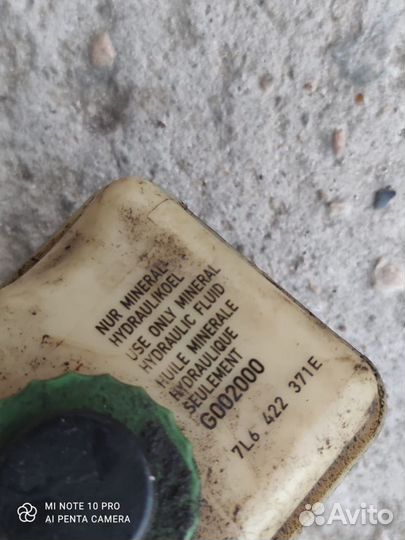 NUR MINERAL-
HYDRAULIKOEL
USE ONLY MINERAL
HYDRAULIC FLUID
HUILE MINERALE
HYDRAULIQUE
SEULEMENT
G002000
7L6 422 371E
MI NOTE 10 PRO
AI PENTA CAMERA
Avito